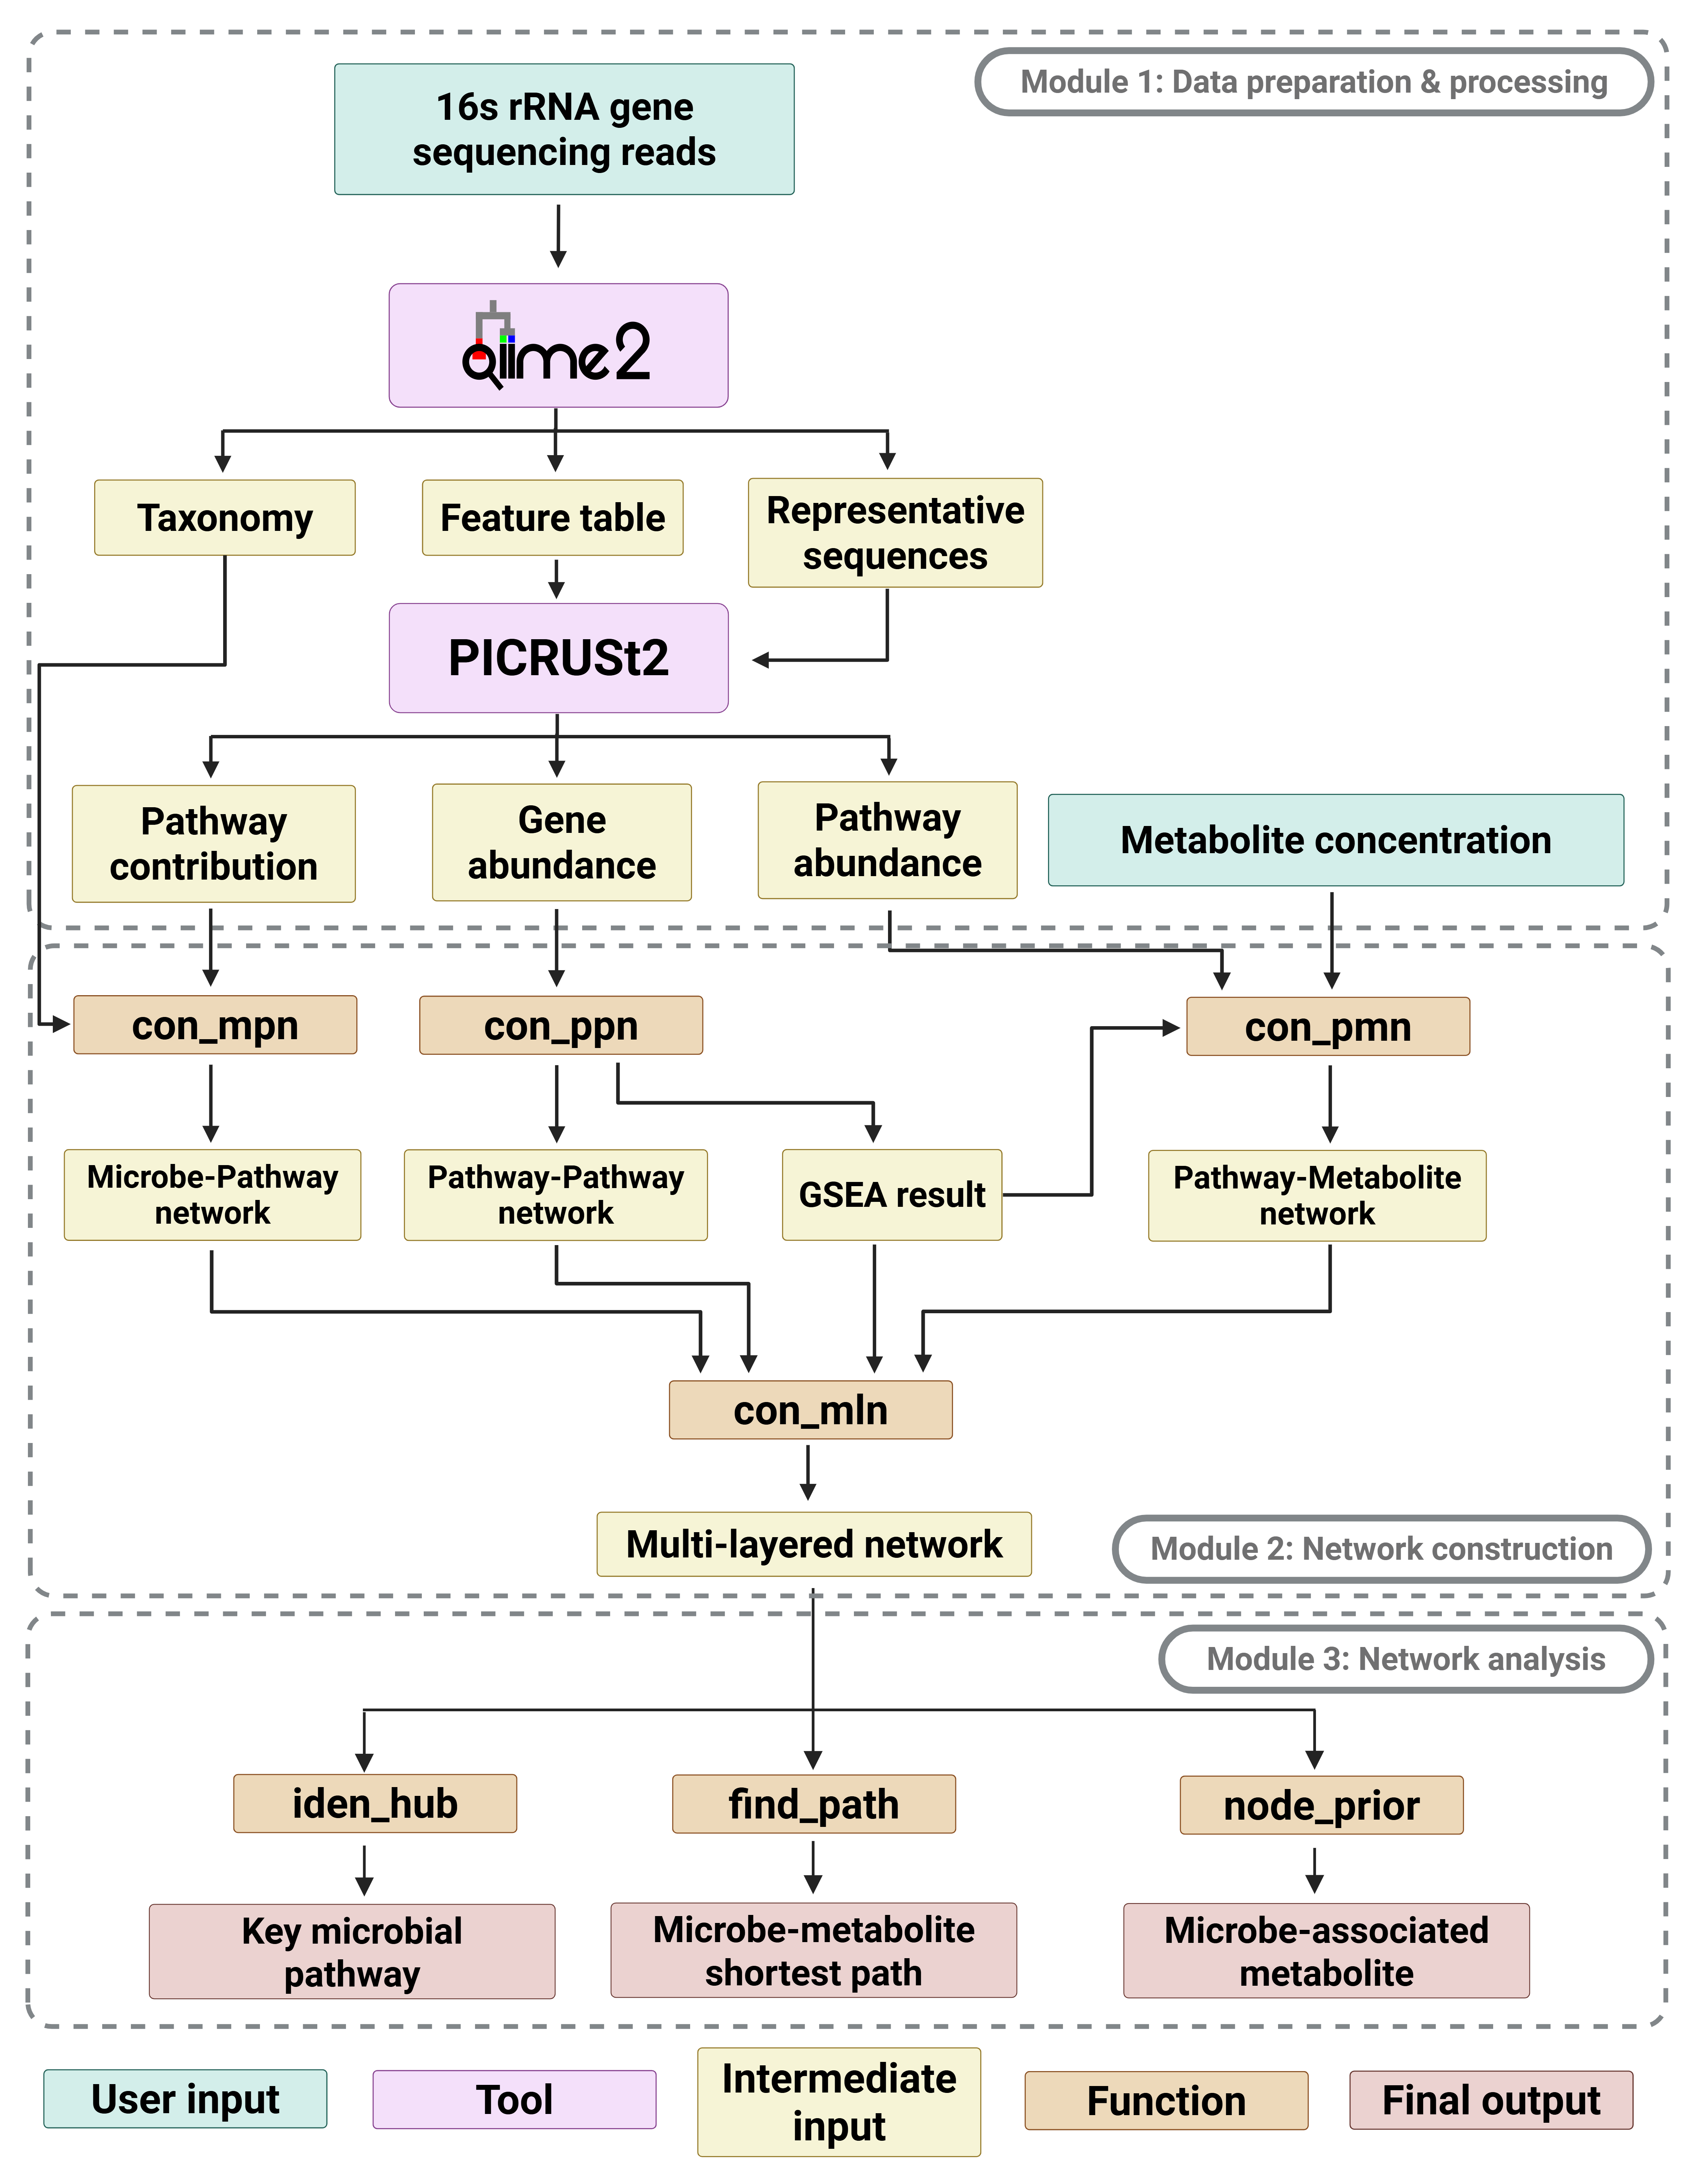 Module 1: Data preparation & processing
16s rRNA gene
sequencing reads
qiime2
Taxonomy
Feature table
Representative
sequences
PICRUSt2
Pathway
contribution
Gene
abundance
Pathway
abundance
Metabolite concentration
con_mpn
con_ppn
con_pmn
Microbe-Pathway
network
Pathway-Pathway
network
GSEA result
Pathway-Metabolite
network
con_mln
Multi-layered network
Module 2: Network construction
Module 3: Network analysis
iden_hub
find_path
node_prior
Key microbial
pathway
Microbe-metabolite
shortest path
Microbe-associated
metabolite
User input
Tool
Intermediate
input
Function
Final output